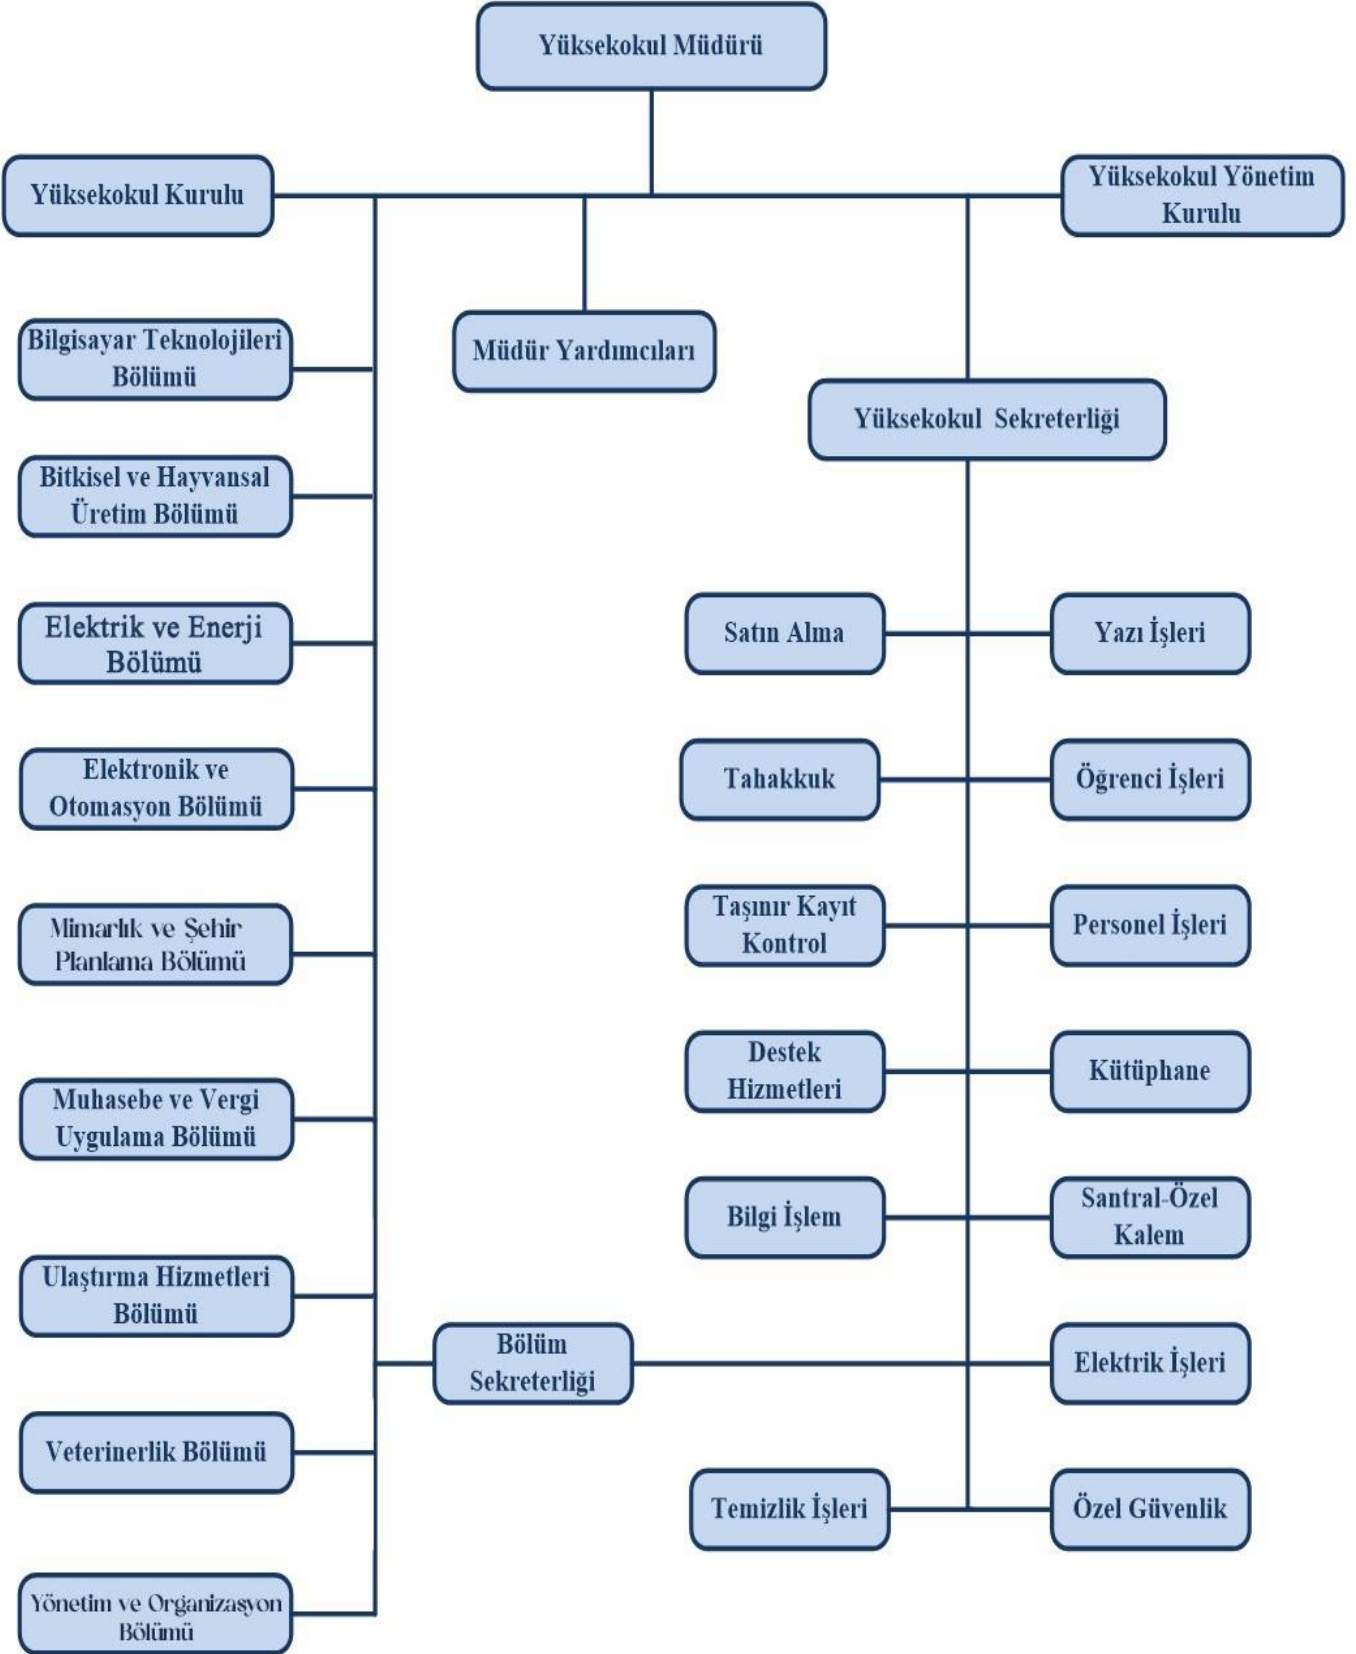 Yüksekokul Müdürü
Yüksekokul Kurulu
Yüksekokul Yönetim
Kurulu
Müdür Yardımcıları
Yüksekokul Sekreterliği
Bilgisayar Teknolojileri
Bölümü
Bitkisel ve Hayvansal
Üretim Bölümü
Elektrik ve Enerji
Bölümü
Elektronik ve
Otomasyon Bölümü
Mimarlık ve Şehir
Planlama Bölümü
Muhasebe ve Vergi
Uygulama Bölümü
Ulaştırma Hizmetleri
Bölümü
Veterinerlik Bölümü
Yönetim ve Organizasyon
Bölümü
Bölüm
Sekreterliği
Satın Alma
Yazı İşleri
Tahakkuk
Öğrenci İşleri
Taşınır Kayıt
Kontrol
Personel İşleri
Destek
Hizmetleri
Kütüphane
Bilgi İşlem
Santral-Özel
Kalem
Elektrik İşleri
Temizlik İşleri
Özel Güvenlik